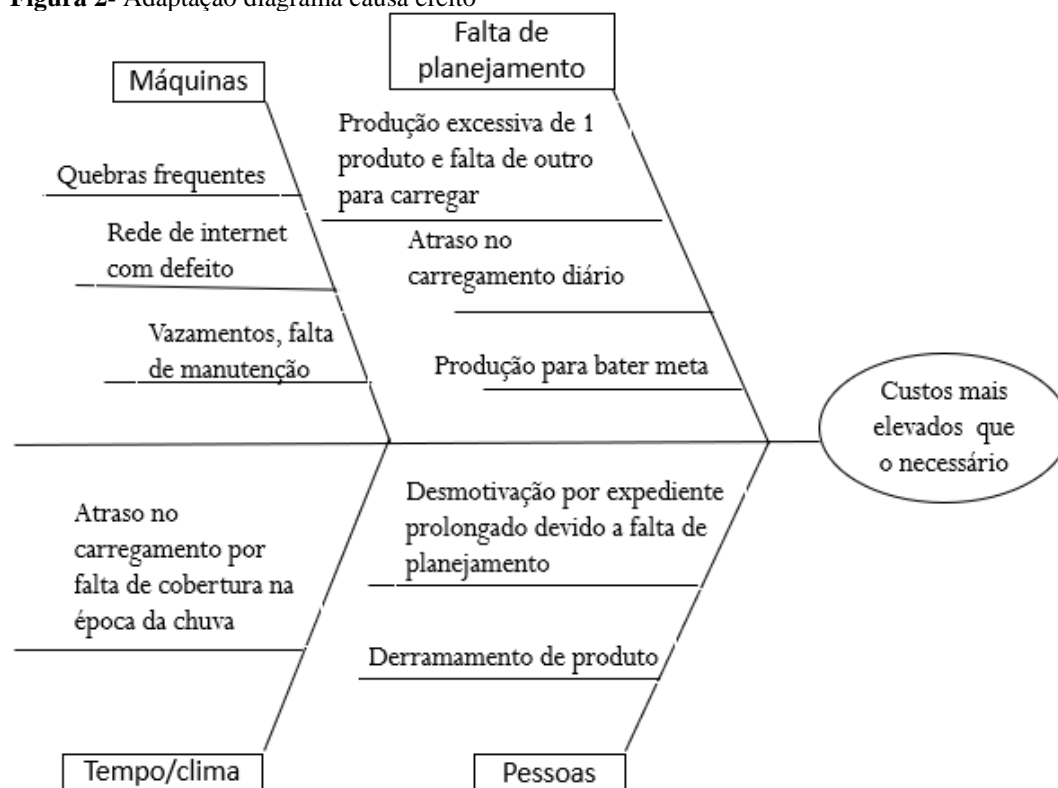 Figura 2- Adaptação diagrama causa efeito
Máquinas
Quebras frequentes
Rede de internet
com defeito
Vazamentos, falta
de manutenção
Falta de
planejamento
Produção excessiva de 1
produto e falta de outro
para carregar
Atraso no
carregamento diário
Produção para bater meta
Custos mais
elevados que
o necessário
Atraso no
carregamento por
falta de cobertura na
época da chuva
Tempo/clima
Desmotivação por expediente
prolongado devido a falta de
planejamento
Derramamento de produto
Pessoas